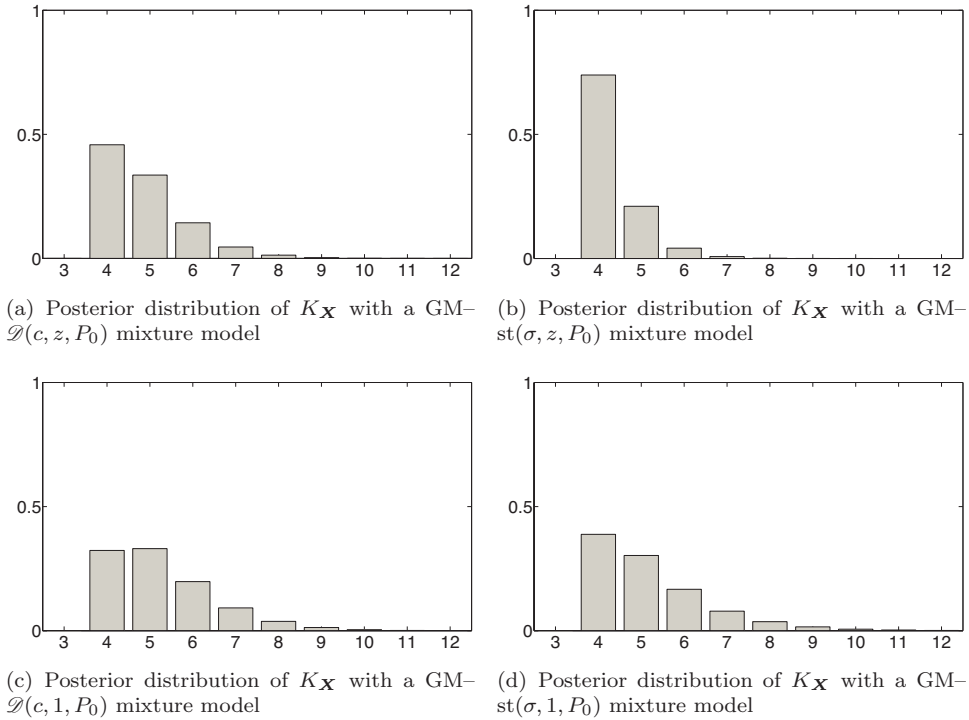 1
0.5
0
3 4 5 6 7 8 9 10 11 12
(a) Posterior distribution of K_X with a GM–
𝒟(c, z, P_0) mixture model
1
0.5
0
3 4 5 6 7 8 9 10 11 12
(b) Posterior distribution of K_X with a GM–
st(σ, z, P_0) mixture model
1
0.5
0
3 4 5 6 7 8 9 10 11 12
(c) Posterior distribution of K_X with a GM–
𝒟(c, 1, P_0) mixture model
1
0.5
0
3 4 5 6 7 8 9 10 11 12
(d) Posterior distribution of K_X with a GM–
st(σ, 1, P_0) mixture model